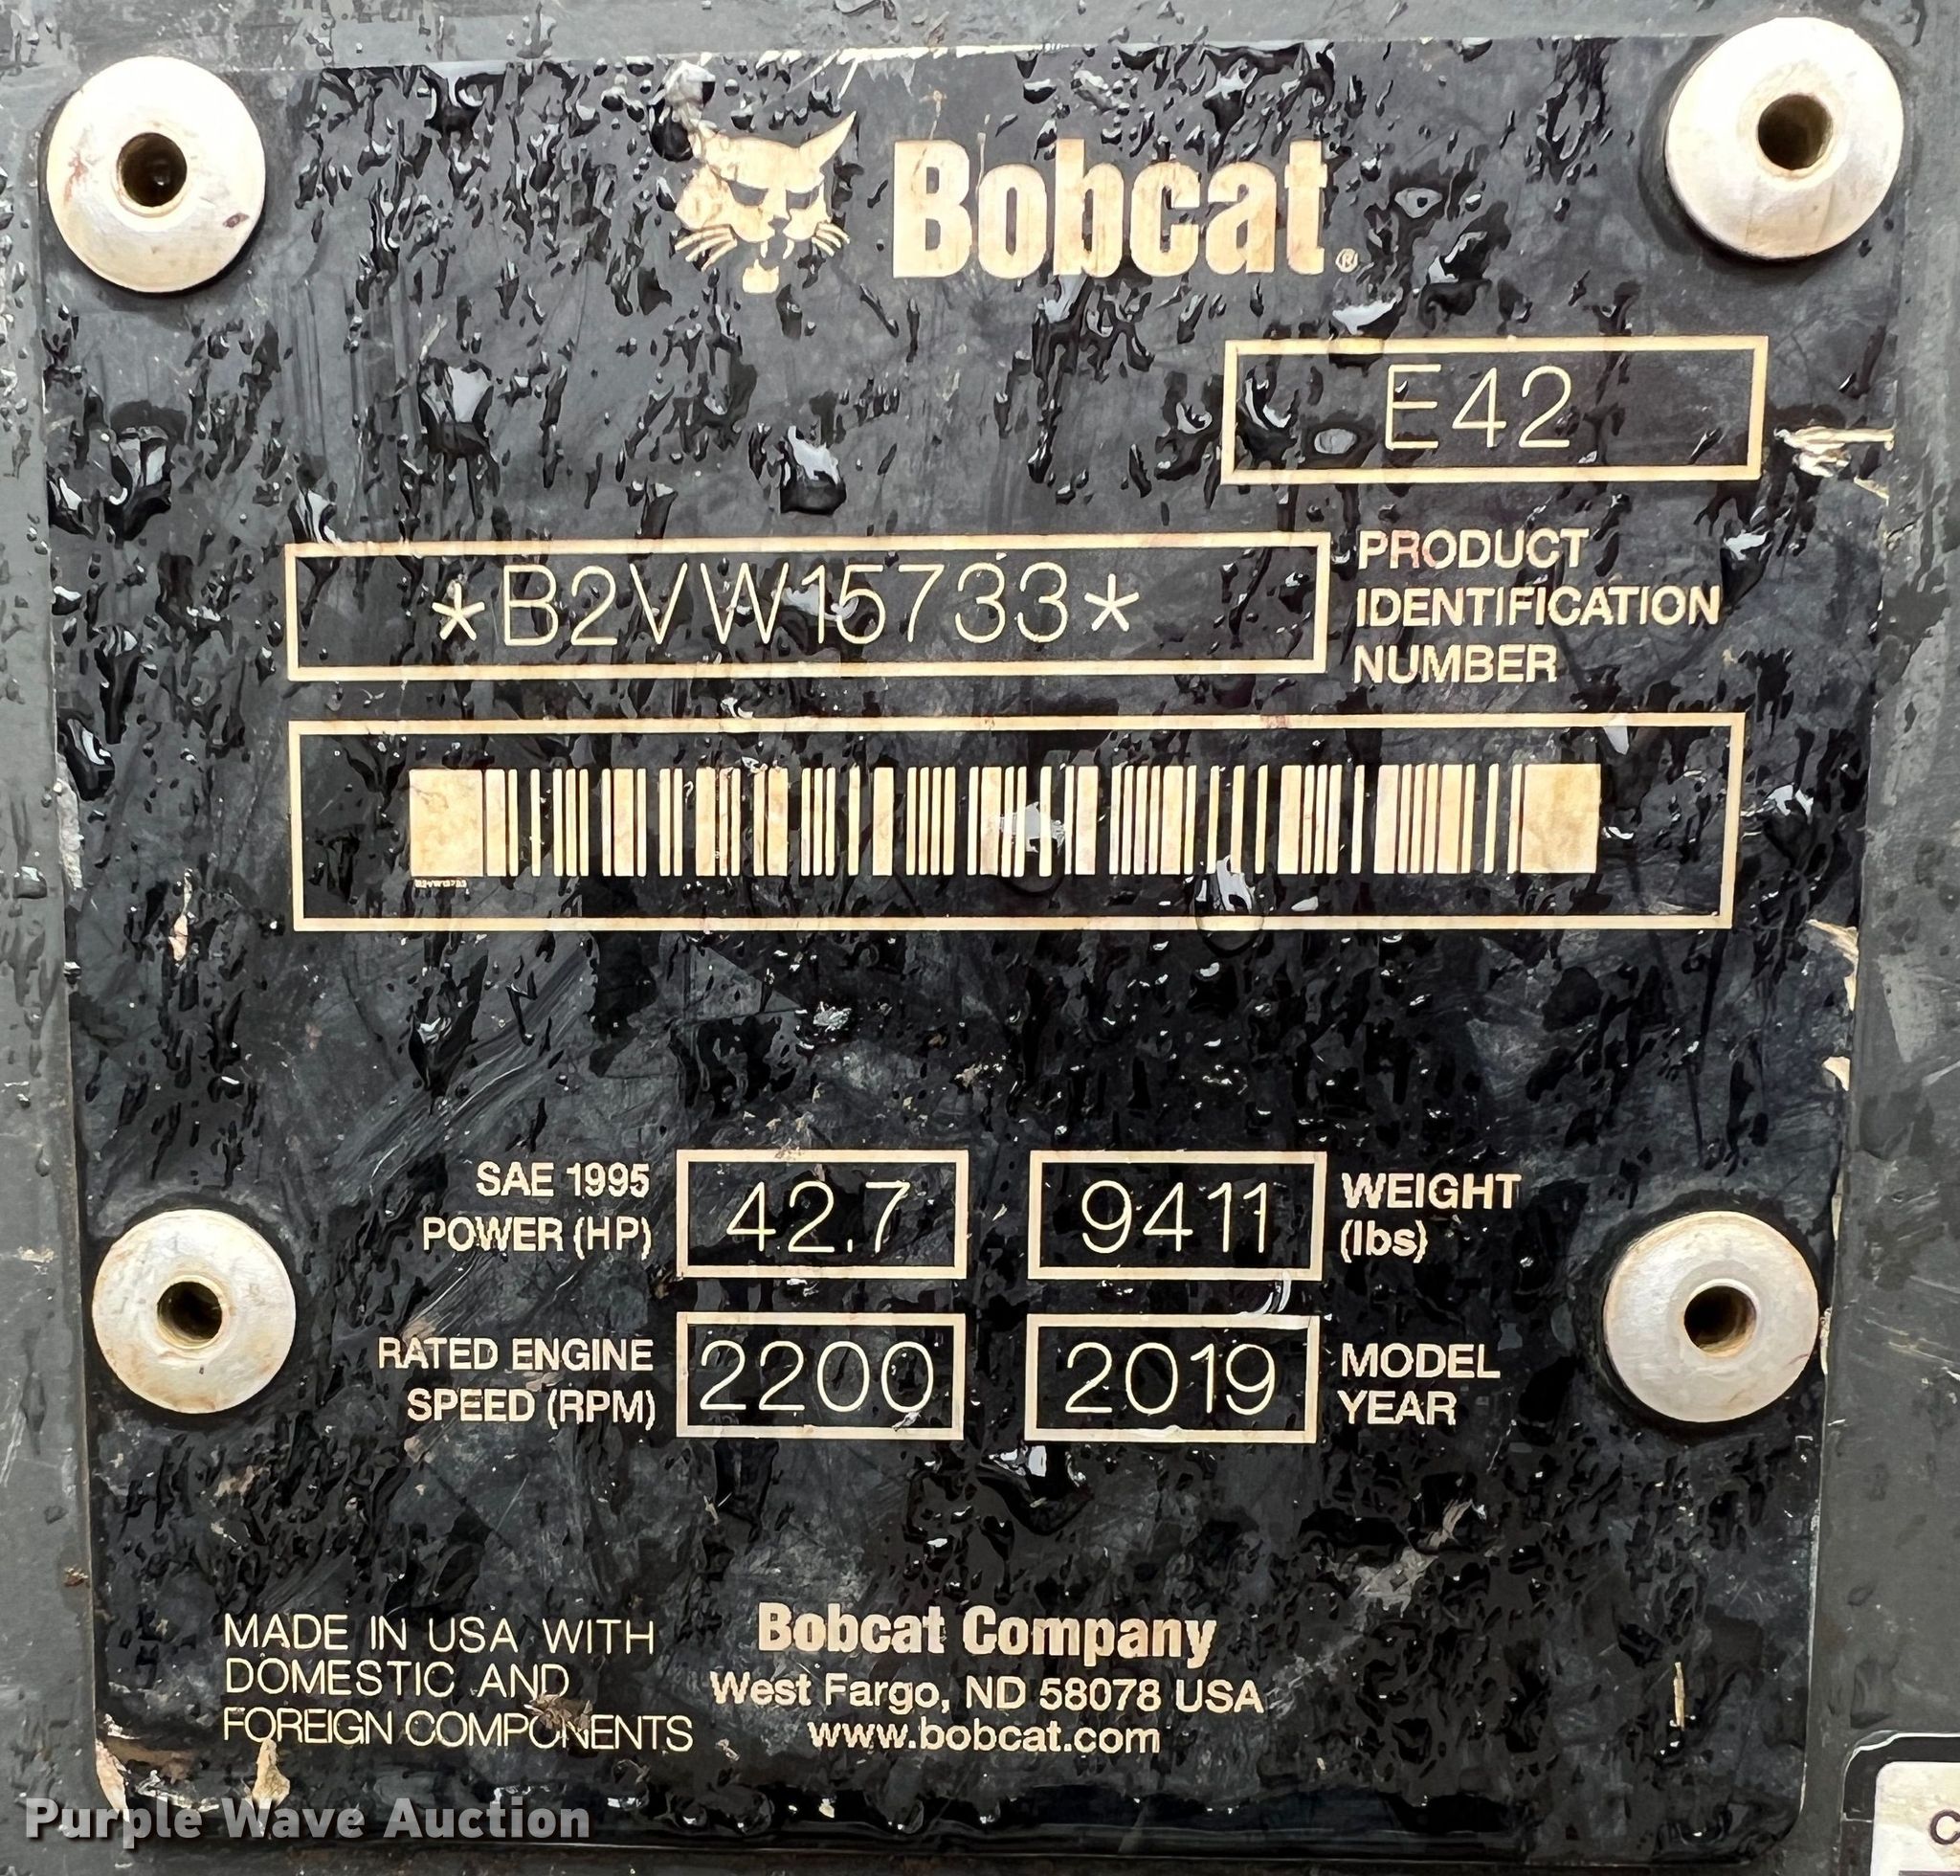 Bobcat®
E42
*B2VW15733*
PRODUCT
IDENTIFICATION
NUMBER
B2VW15733
SAE 1995
POWER (HP)
42.7
9411
WEIGHT
(lbs)
RATED ENGINE
SPEED (RPM)
2200
2019
MODEL
YEAR
MADE IN USA WITH
DOMESTIC AND
FOREIGN COMPONENTS
Bobcat Company
West Fargo, ND 58078 USA
www.bobcat.com
Purple Wave Auction